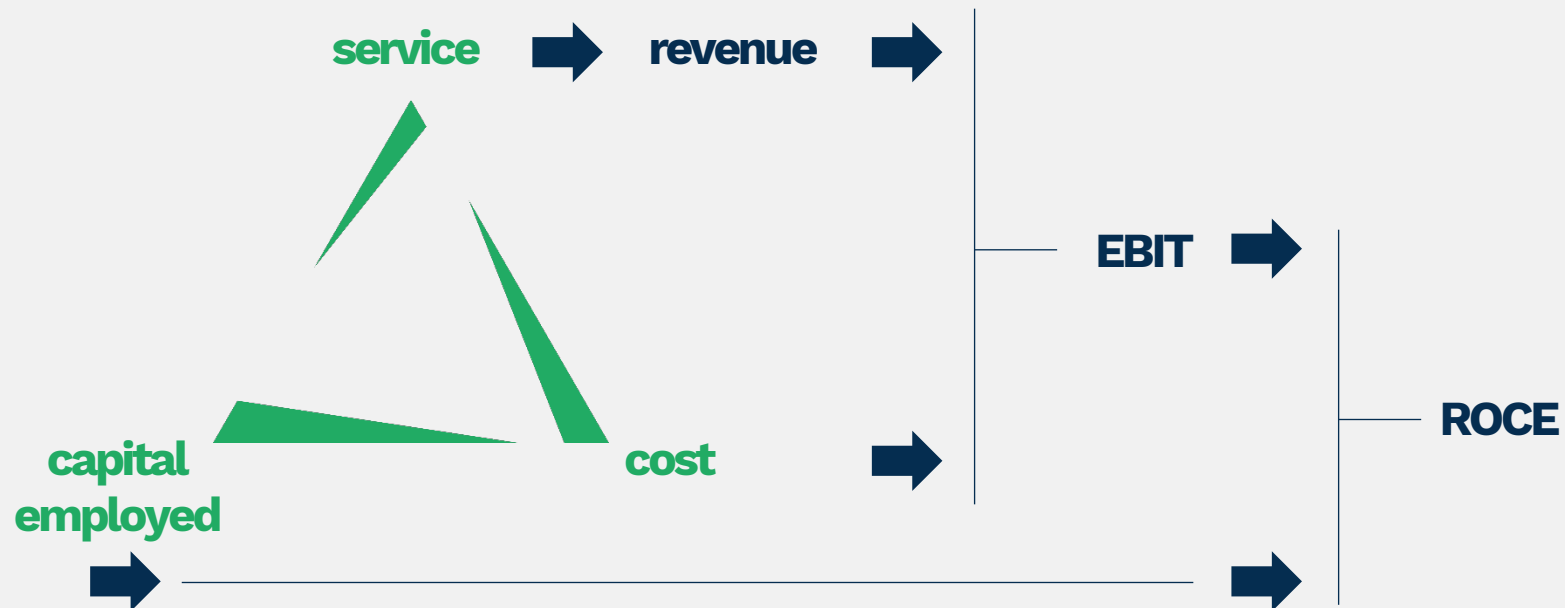 service
revenue
EBIT
ROCE
capital
employed
cost